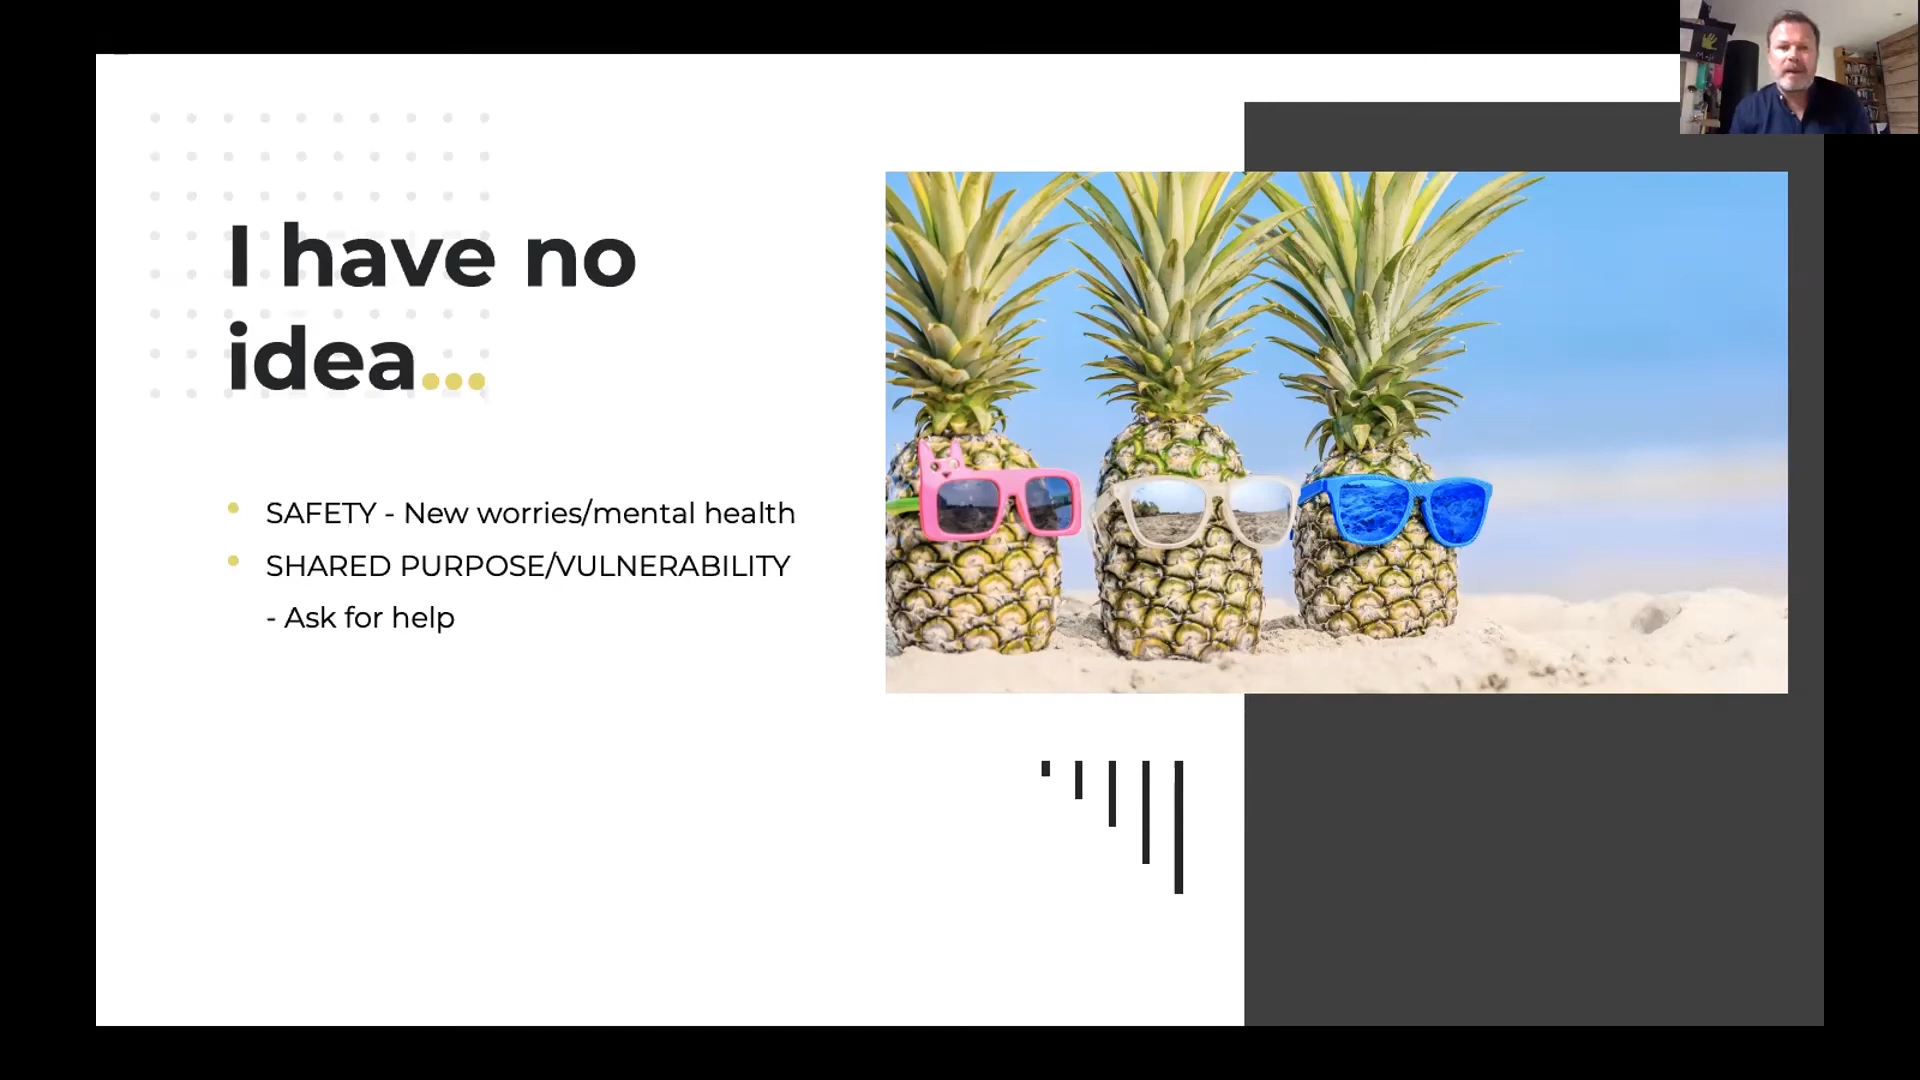 I have no
idea...
SAFETY - New worries/mental health
SHARED PURPOSE/VULNERABILITY
- Ask for help